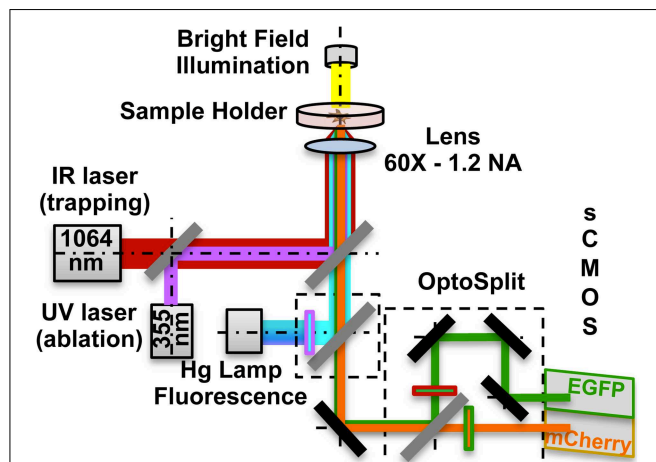 Bright Field
Illumination
Sample Holder
Lens
60X - 1.2 NA
IR laser
(trapping)
1064
nm
UV laser
(ablation)
355
nm
Hg Lamp
Fluorescence
OptoSplit
sCMOS
EGFP
mCherry